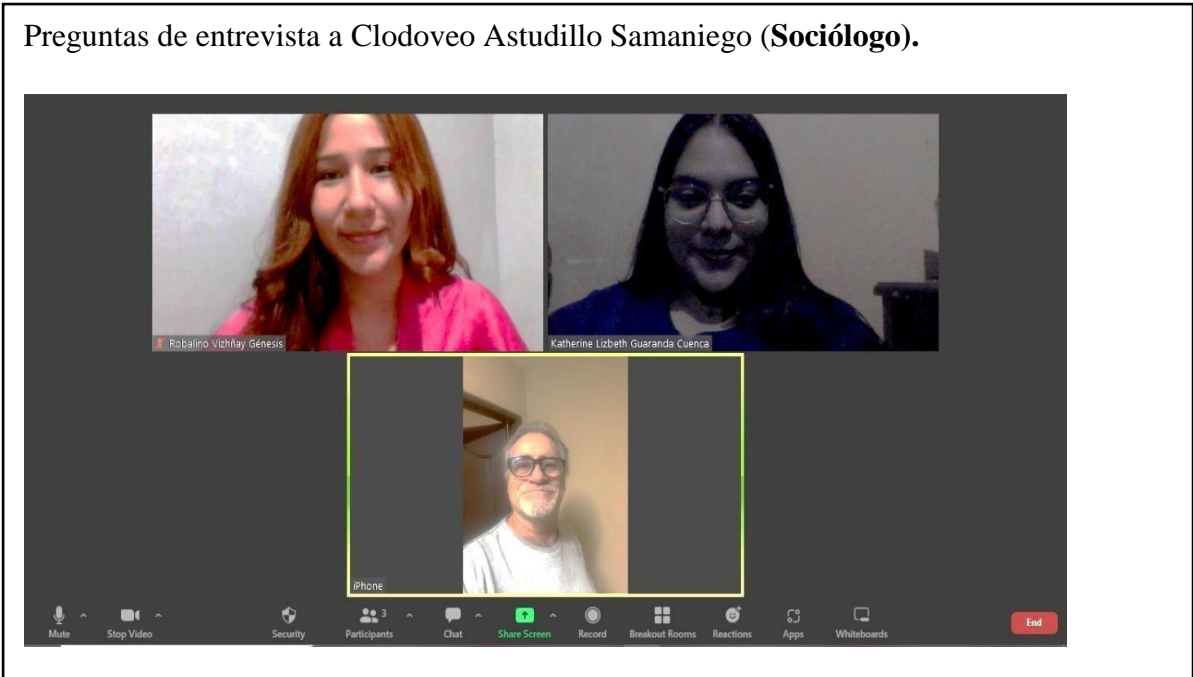 Preguntas de entrevista a Clodoveo Astudillo Samaniego (Sociólogo).
Robalino Vizhñay Génesis
Katherine Lizbeth Guaranda Cuenca
iPhone
Mute
Stop Video
Security
Participants
3
Chat
Share Screen
Record
Breakout Rooms
Reactions
Apps
Whiteboards
End